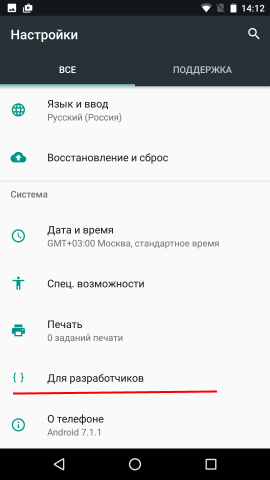 14:12
Настройки
ВСЕ
ПОДДЕРЖКА
Язык и ввод
Русский (Россия)
Восстановление и сброс
Система
Дата и время
GMT+03:00 Москва, стандартное время
Спец. возможности
Печать
0 заданий печати
{ } Для разработчиков
О телефоне
Android 7.1.1